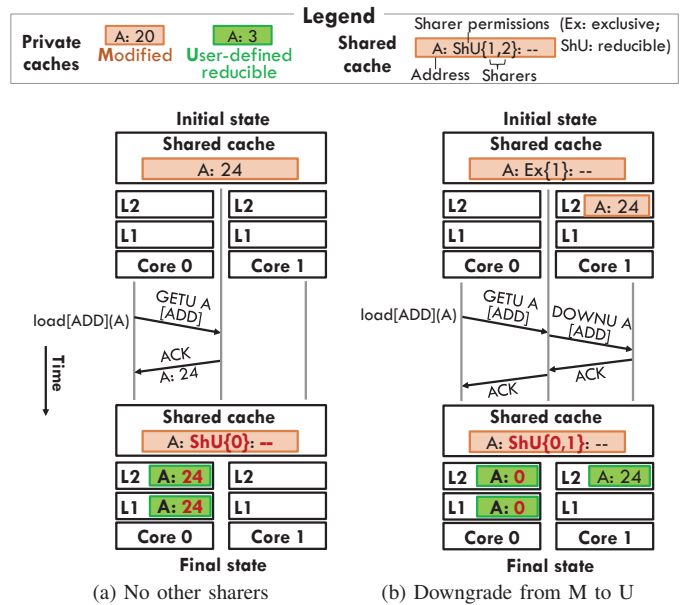 Legend
Private caches
A: 20
Modified
A: 3
User-defined reducible
Shared cache
Sharer permissions (Ex: exclusive; ShU: reducible)
A: ShU{1,2}: --
Address
Sharers
Initial state
Shared cache
A: 24
L2
L2
L1
L1
Core 0
Core 1
load[ADD](A)
GETU A
[ADD]
ACK
A: 24
Time
Shared cache
A: ShU{0}: --
L2 A: 24
L2
L1 A: 24
L1
Core 0
Core 1
Final state
(a) No other sharers
Initial state
Shared cache
A: Ex{1}: --
L2
L2 A: 24
L1
L1
Core 0
Core 1
load[ADD](A)
GETU A
[ADD]
DOWNU A
[ADD]
ACK
ACK
Shared cache
A: ShU{0,1}: --
L2 A: 0
L2 A: 24
L1 A: 0
L1
Core 0
Core 1
Final state
(b) Downgrade from M to U